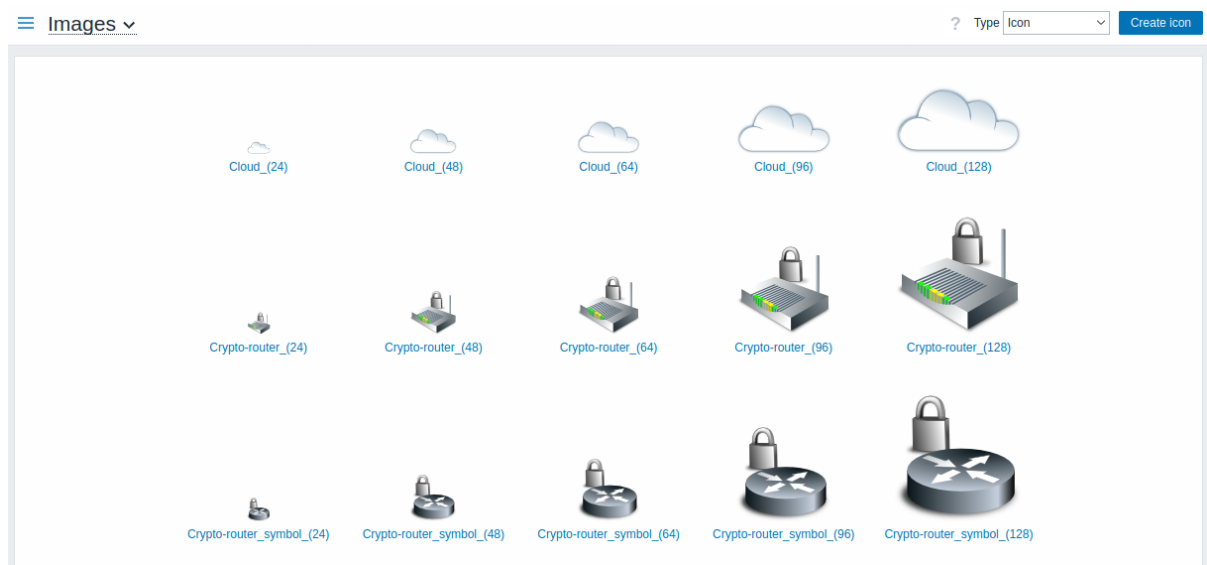 Images
? Type Icon Create icon
Cloud_(24) Cloud_(48) Cloud_(64) Cloud_(96) Cloud_(128)
Crypto-router_(24) Crypto-router_(48) Crypto-router_(64) Crypto-router_(96) Crypto-router_(128)
Crypto-router_symbol_(24) Crypto-router_symbol_(48) Crypto-router_symbol_(64) Crypto-router_symbol_(96) Crypto-router_symbol_(128)